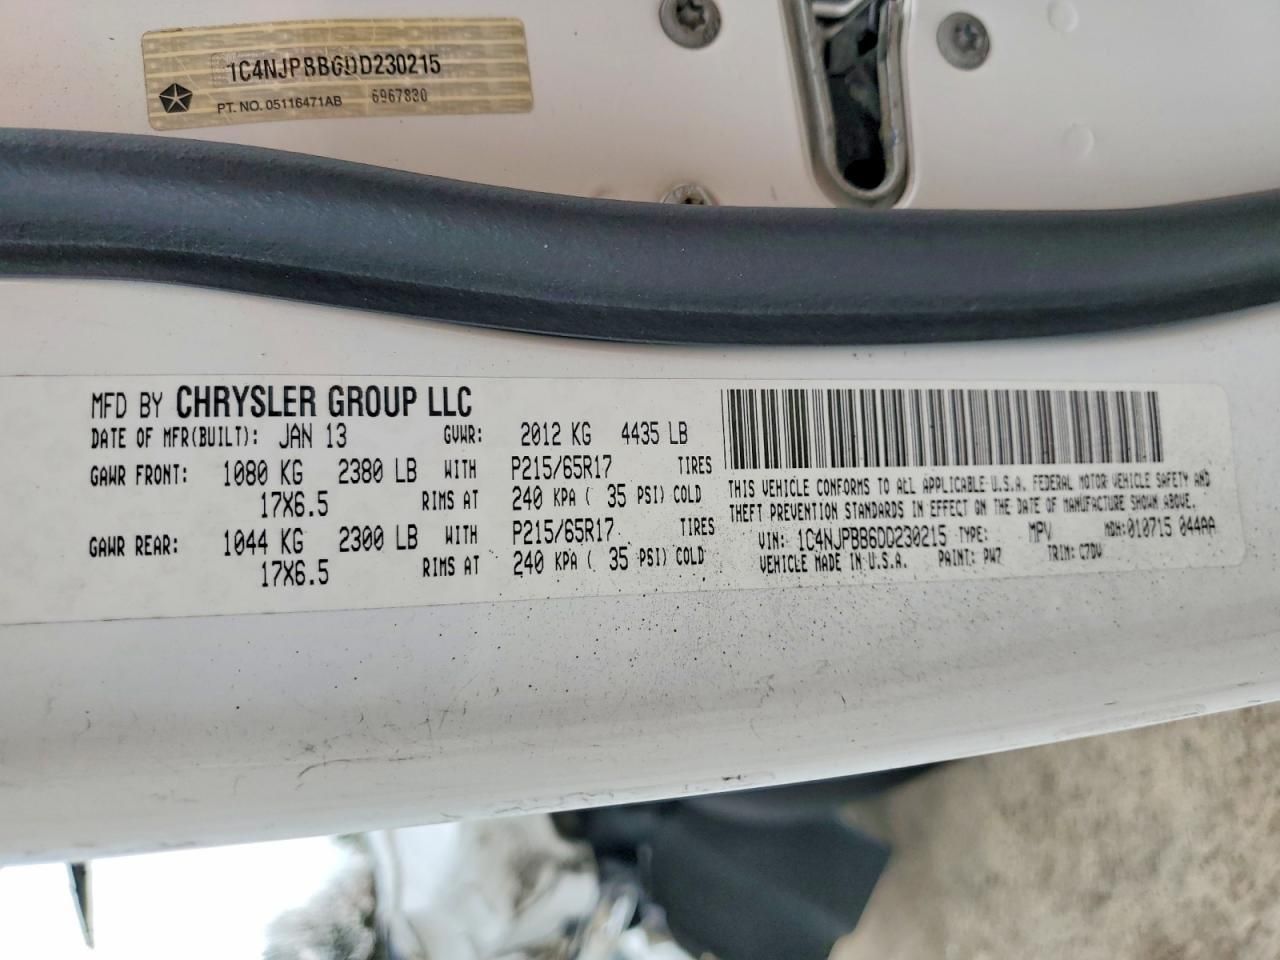 1C4NJPBB6DD230215
PT. NO. 05116471AB 6967830
MFD BY CHRYSLER GROUP LLC
DATE OF MFR(BUILT): JAN 13 GVWR: 2012 KG 4435 LB
GAWR FRONT: 1080 KG 2380 LB WITH P215/65R17 TIRES
17X6.5 RIMS AT 240 KPA ( 35 PSI) COLD
GAWR REAR: 1044 KG 2300 LB WITH P215/65R17 TIRES
17X6.5 RIMS AT 240 KPA ( 35 PSI) COLD
THIS VEHICLE CONFORMS TO ALL APPLICABLE U.S.A. FEDERAL MOTOR VEHICLE SAFETY AND
THEFT PREVENTION STANDARDS IN EFFECT ON THE DATE OF MANUFACTURE SHOWN ABOVE.
VIN: 1C4NJPBB6DD230215 TYPE: MPV MDH:010715 044AA
VEHICLE MADE IN U.S.A. PAINT: PW7 TRIM: C7DV